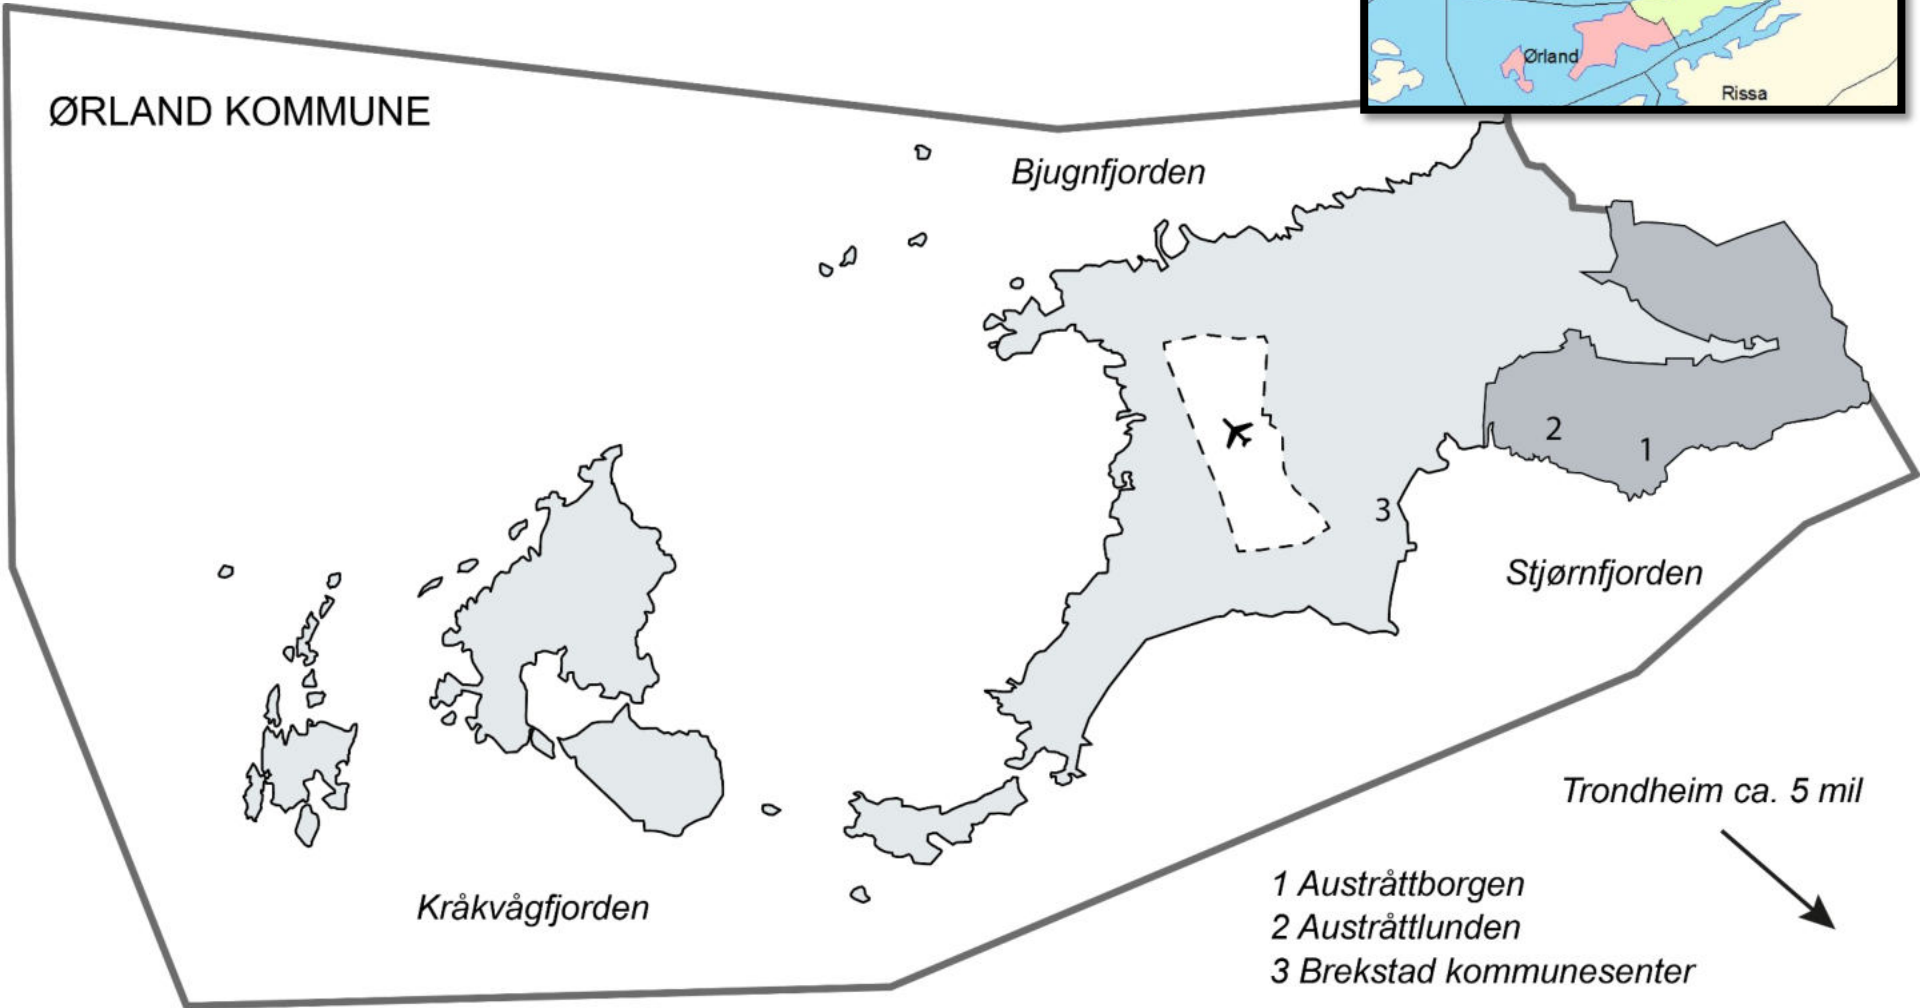 ØRLAND KOMMUNE
Ørland
Rissa
Bjugnfjorden
2
1
3
Stjørnfjorden
Trondheim ca. 5 mil
Kråkvågfjorden
1 Austråttborgen
2 Austråttlunden
3 Brekstad kommunesenter